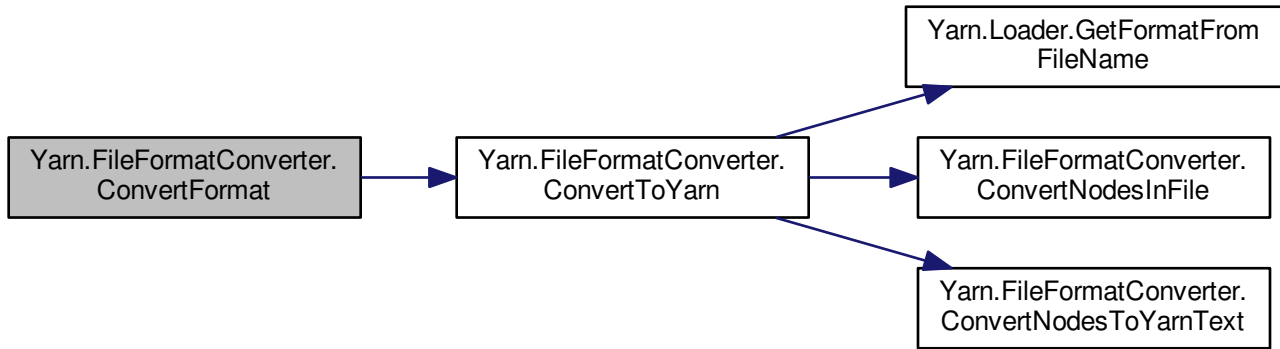 Yarn.FileFormatConverter.
ConvertFormat
Yarn.FileFormatConverter.
ConvertToYarn
Yarn.Loader.GetFormatFrom
FileName
Yarn.FileFormatConverter.
ConvertNodesInFile
Yarn.FileFormatConverter.
ConvertNodesToYarnText